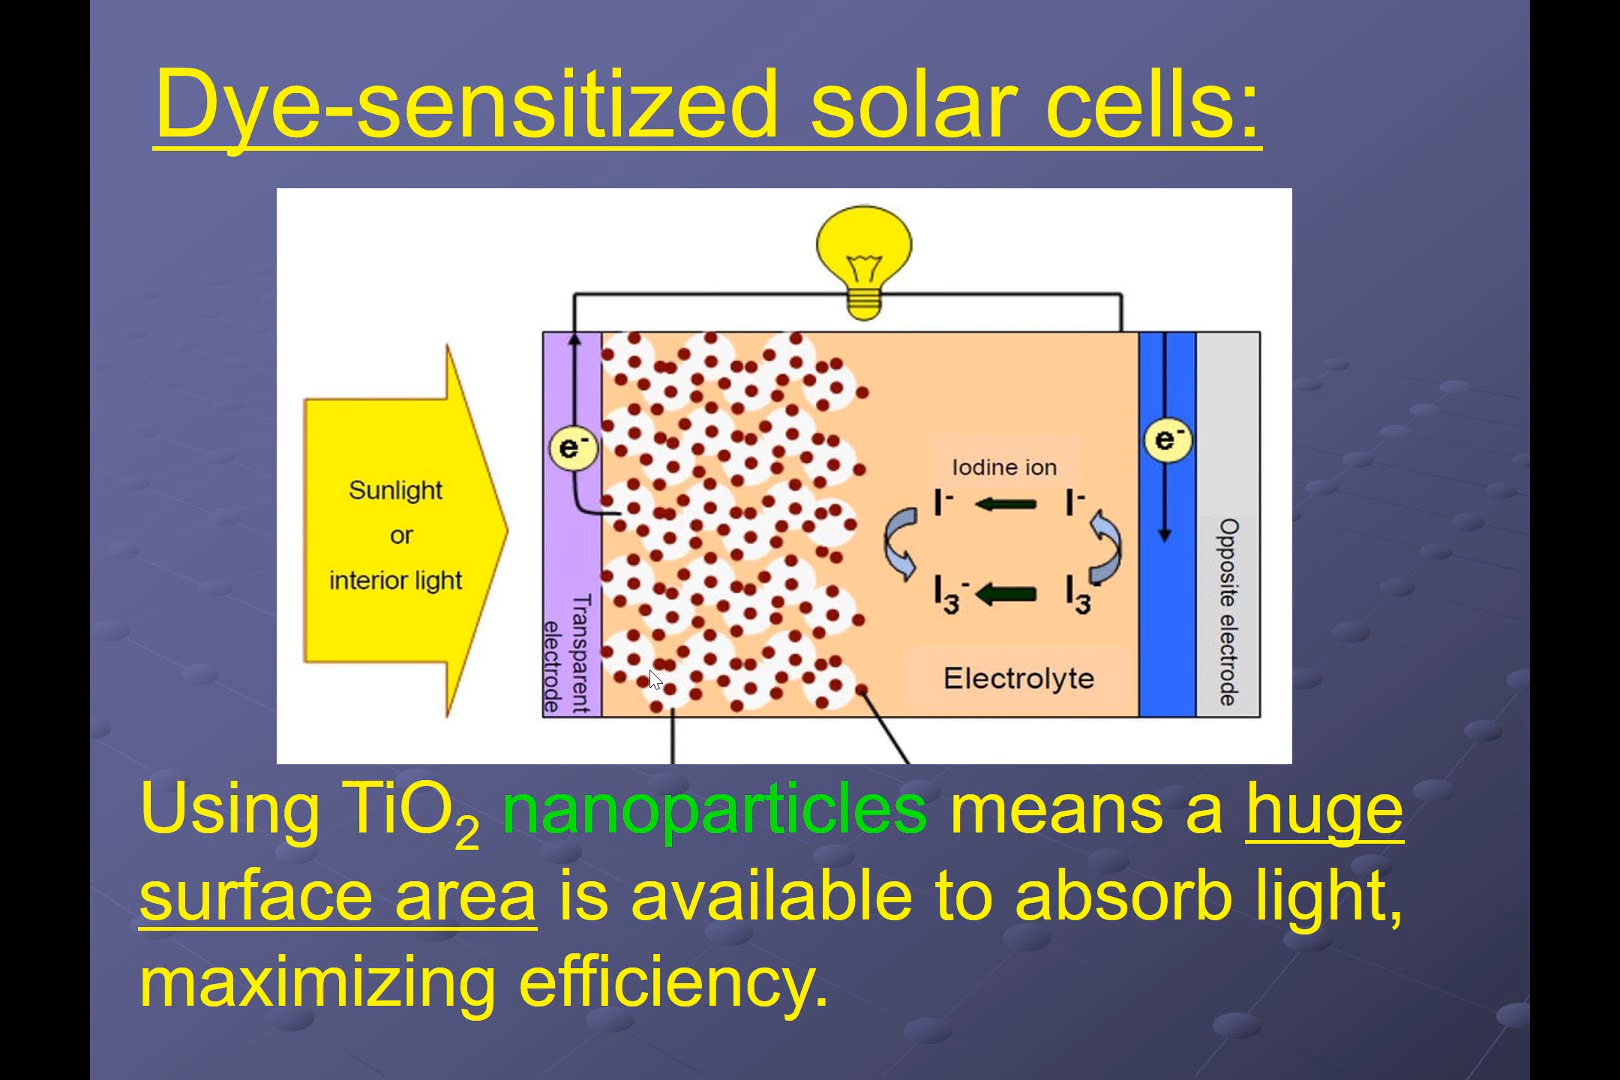 Dye-sensitized solar cells:
Sunlight
or
interior light
e-
Transparent
electrode
Iodine ion
I- I-
I3- I3-
Electrolyte
e-
Opposite electrode
Using TiO2 nanoparticles means a huge
surface area is available to absorb light,
maximizing efficiency.